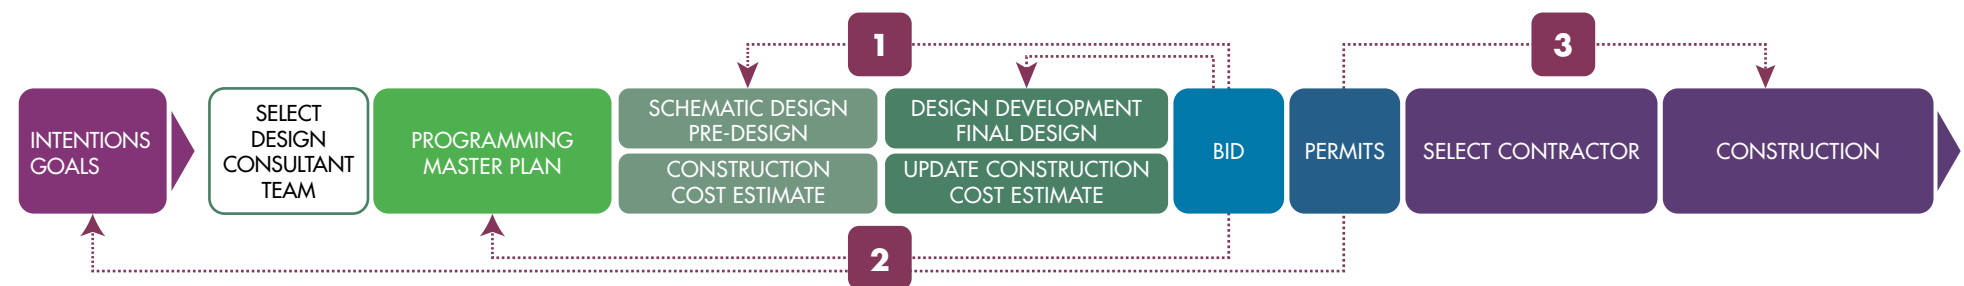 1
3
INTENTIONS
GOALS
SELECT
DESIGN
CONSULTANT
TEAM
PROGRAMMING
MASTER PLAN
SCHEMATIC DESIGN
PRE-DESIGN
CONSTRUCTION
COST ESTIMATE
DESIGN DEVELOPMENT
FINAL DESIGN
UPDATE CONSTRUCTION
COST ESTIMATE
BID
PERMITS
SELECT CONTRACTOR
CONSTRUCTION
2